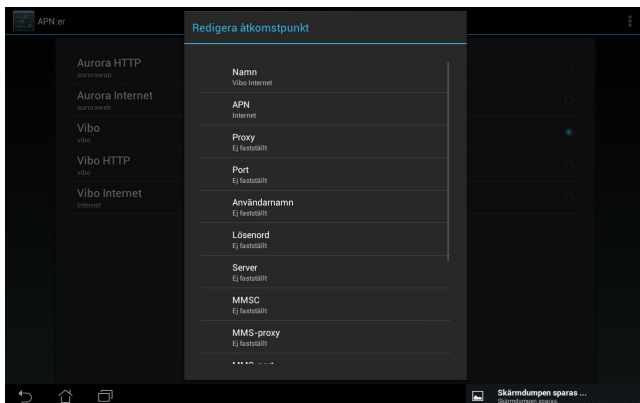 APN:er
Aurora HTTP
aurorawap
Aurora Internet
auroraweb
Vibo
vibo
Vibo HTTP
vibo
Vibo Internet
Internet
Redigera åtkomstpunkt
Namn
Vibo Internet
APN
Internet
Proxy
Ej fastställt
Port
Ej fastställt
Användarnamn
Ej fastställt
Lösenord
Ej fastställt
Server
Ej fastställt
MMSC
Ej fastställt
MMS-proxy
Ej fastställt
Skärmdumpen sparas ...
Skärmdumpen sparas.